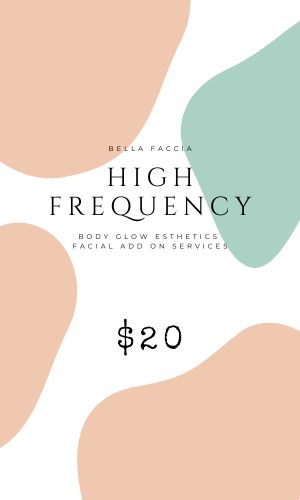 BELLA FACCIA
HIGH
FREQUENCY
BODY GLOW ESTHETICS
FACIAL ADD ON SERVICES
$20